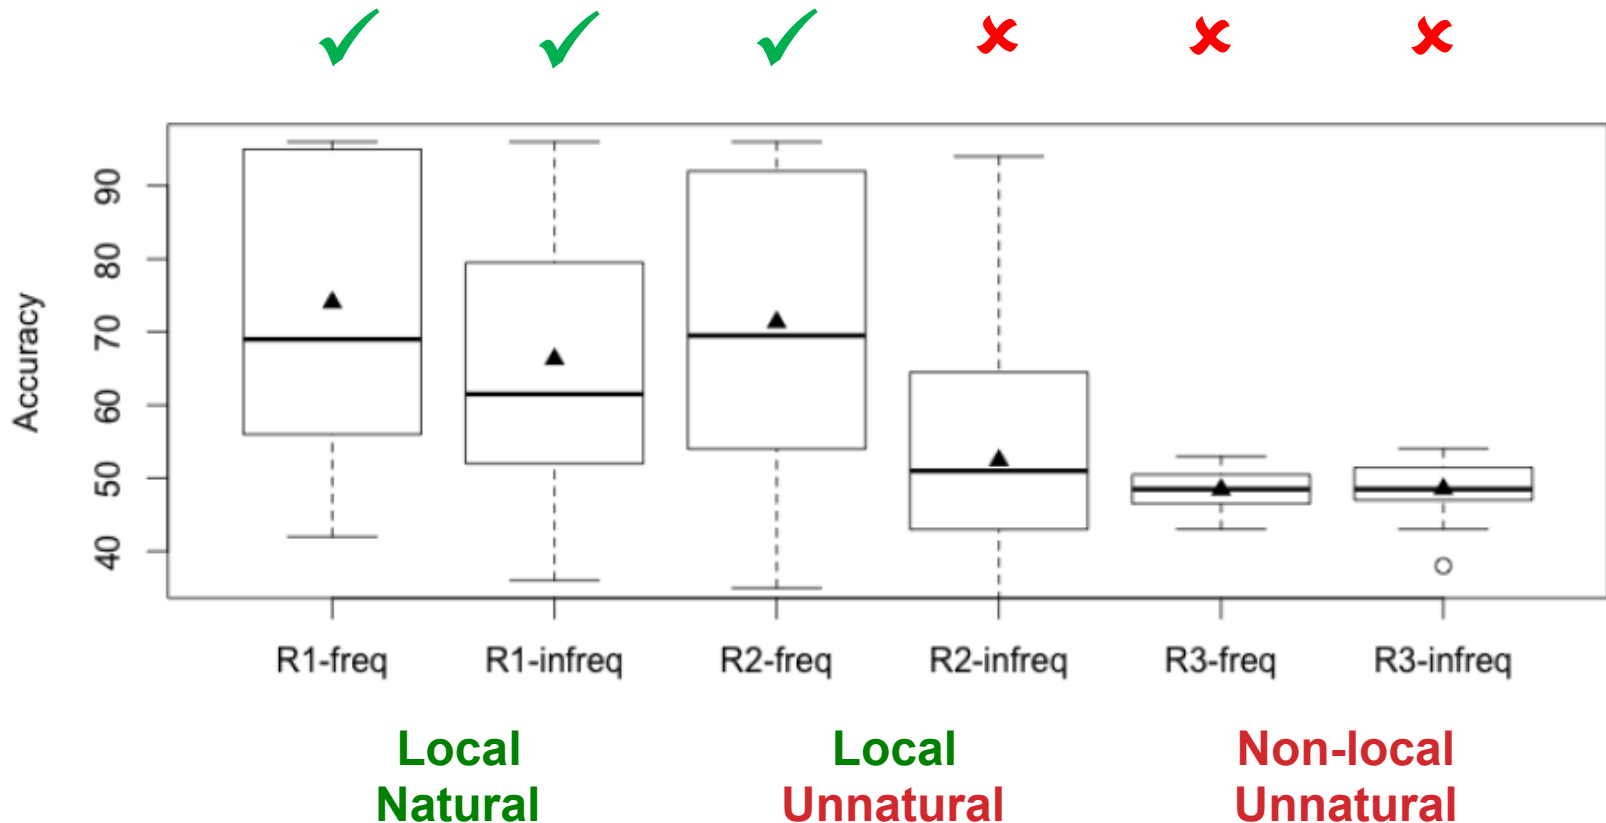 ✓ ✓ ✓ ✘ ✘ ✘
Accuracy
90
80
70
60
50
40
R1-freq R1-infreq R2-freq R2-infreq R3-freq R3-infreq
Local Local Non-local
Natural Unnatural Unnatural